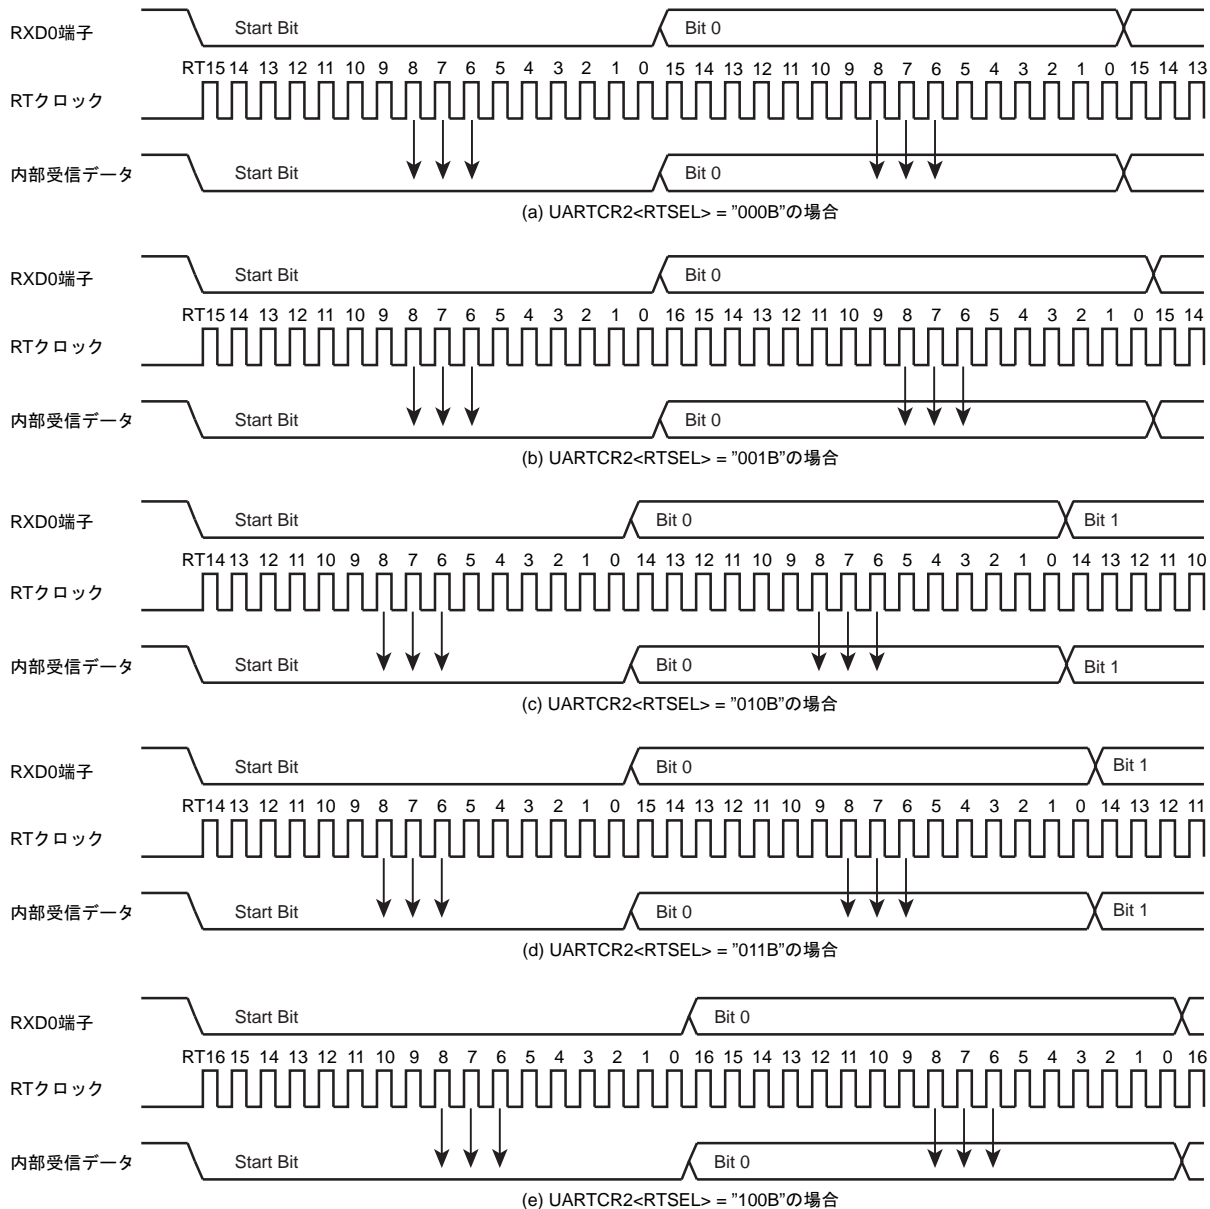 RXD0端子 Start Bit Bit 0
RT15 14 13 12 11 10 9 8 7 6 5 4 3 2 1 0 15 14 13 12 11 10 9 8 7 6 5 4 3 2 1 0 15 14 13
RTクロック
内部受信データ Start Bit Bit 0
(a) UARTCR2<RTSEL> = ”000B”の場合
RXD0端子 Start Bit Bit 0
RT15 14 13 12 11 10 9 8 7 6 5 4 3 2 1 0 16 15 14 13 12 11 10 9 8 7 6 5 4 3 2 1 0 15 14
RTクロック
内部受信データ Start Bit Bit 0
(b) UARTCR2<RTSEL> = ”001B”の場合
RXD0端子 Start Bit Bit 0 Bit 1
RT14 13 12 11 10 9 8 7 6 5 4 3 2 1 0 14 13 12 11 10 9 8 7 6 5 4 3 2 1 0 14 13 12 11 10
RTクロック
内部受信データ Start Bit Bit 0 Bit 1
(c) UARTCR2<RTSEL> = ”010B”の場合
RXD0端子 Start Bit Bit 0 Bit 1
RT14 13 12 11 10 9 8 7 6 5 4 3 2 1 0 15 14 13 12 11 10 9 8 7 6 5 4 3 2 1 0 14 13 12 11
RTクロック
内部受信データ Start Bit Bit 0 Bit 1
(d) UARTCR2<RTSEL> = ”011B”の場合
RXD0端子 Start Bit Bit 0
RT16 15 14 13 12 11 10 9 8 7 6 5 4 3 2 1 0 16 15 14 13 12 11 10 9 8 7 6 5 4 3 2 1 0 16
RTクロック
内部受信データ Start Bit Bit 0
(e) UARTCR2<RTSEL> = ”100B”の場合